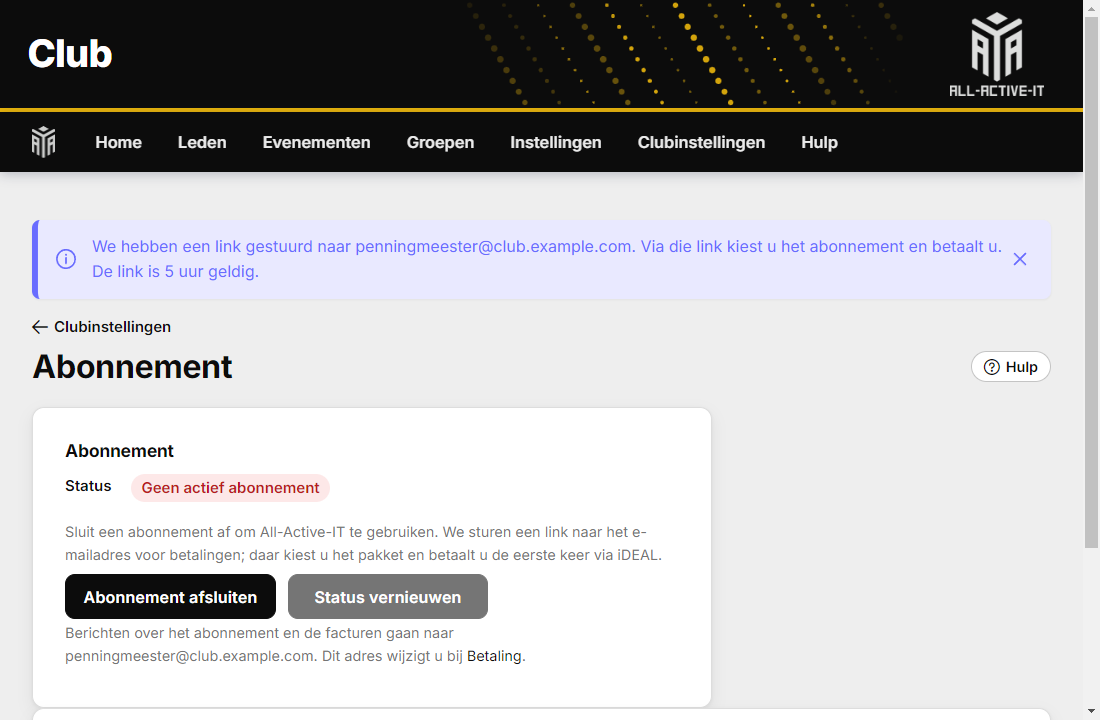 Club
ALL-ACTIVE-IT
Home Leden Evenementen Groepen Instellingen Clubinstellingen Hulp
We hebben een link gestuurd naar penningmeester@club.example.com. Via die link kiest u het abonnement en betaalt u.
De link is 5 uur geldig.
Clubinstellingen
Abonnement
Hulp
Abonnement
Status Geen actief abonnement
Sluit een abonnement af om All-Active-IT te gebruiken. We sturen een link naar het e-
mailadres voor betalingen; daar kiest u het pakket en betaalt u de eerste keer via iDEAL.
Abonnement afsluiten Status vernieuwen
Berichten over het abonnement en de facturen gaan naar
penningmeester@club.example.com. Dit adres wijzigt u bij Betaling.